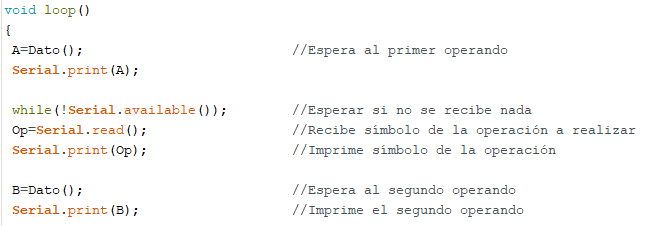 void loop()
{
A=Dato(); //Espera al primer operando
Serial.print(A);
while(!Serial.available()); //Esperar si no se recibe nada
Op=Serial.read(); //Recibe símbolo de la operación a realizar
Serial.print(Op); //Imprime símbolo de la operación
B=Dato(); //Espera al segundo operando
Serial.print(B); //Imprime el segundo operando